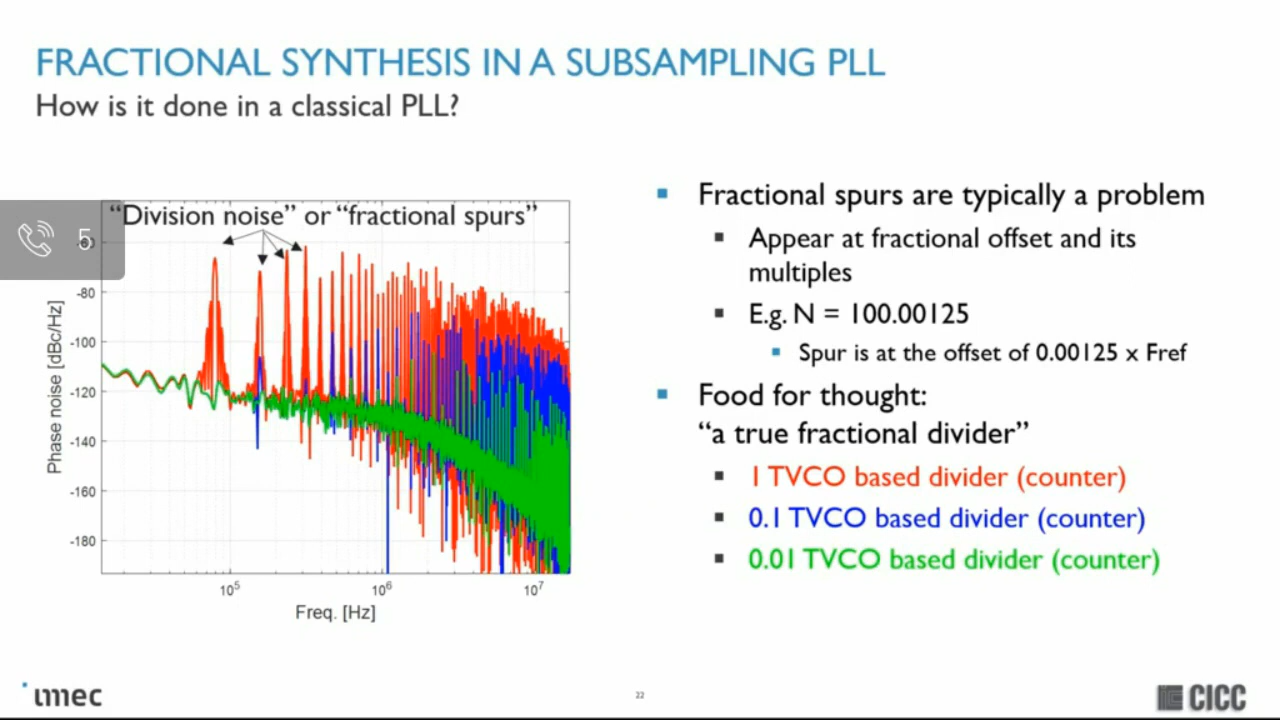 FRACTIONAL SYNTHESIS IN A SUBSAMPLING PLL
How is it done in a classical PLL?
“Division noise” or “fractional spurs”
5
-60
-80
-100
-120
-140
-160
-180
Phase noise [dBc/Hz]
10^5
10^6
10^7
Freq. [Hz]
Fractional spurs are typically a problem
Appear at fractional offset and its
multiples
E.g. N = 100.00125
Spur is at the offset of 0.00125 x Fref
Food for thought:
“a true fractional divider”
1 TVCO based divider (counter)
0.1 TVCO based divider (counter)
0.01 TVCO based divider (counter)
imec
22
CICC